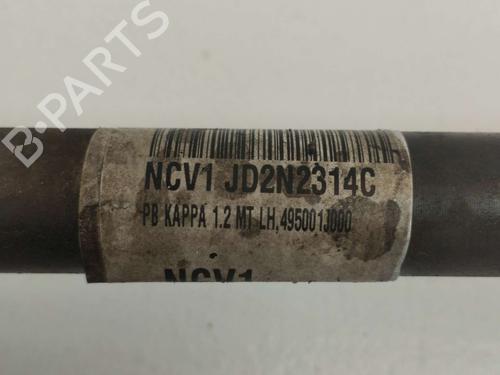 B-PARTS
NCV1 JD2N2314C
PB KAPPA 1.2 MT LH,495001J000
NCV1